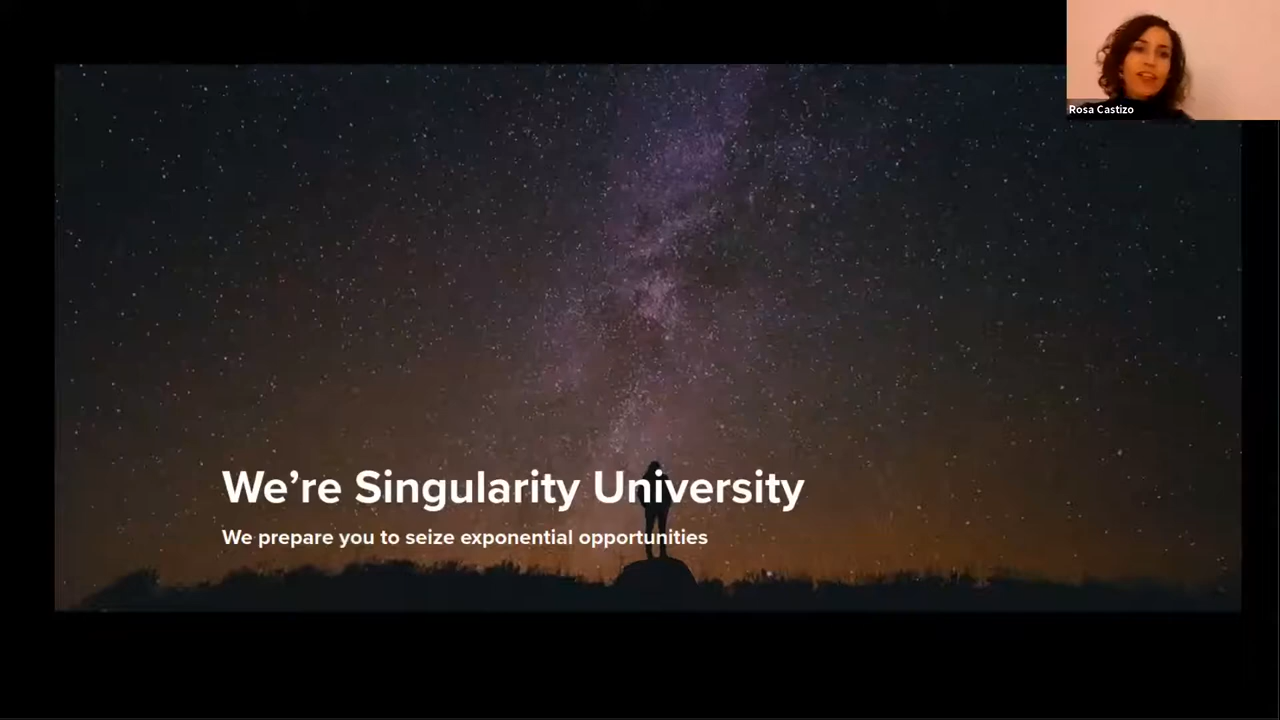 Rosa Castizo
We're Singularity University
We prepare you to seize exponential opportunities